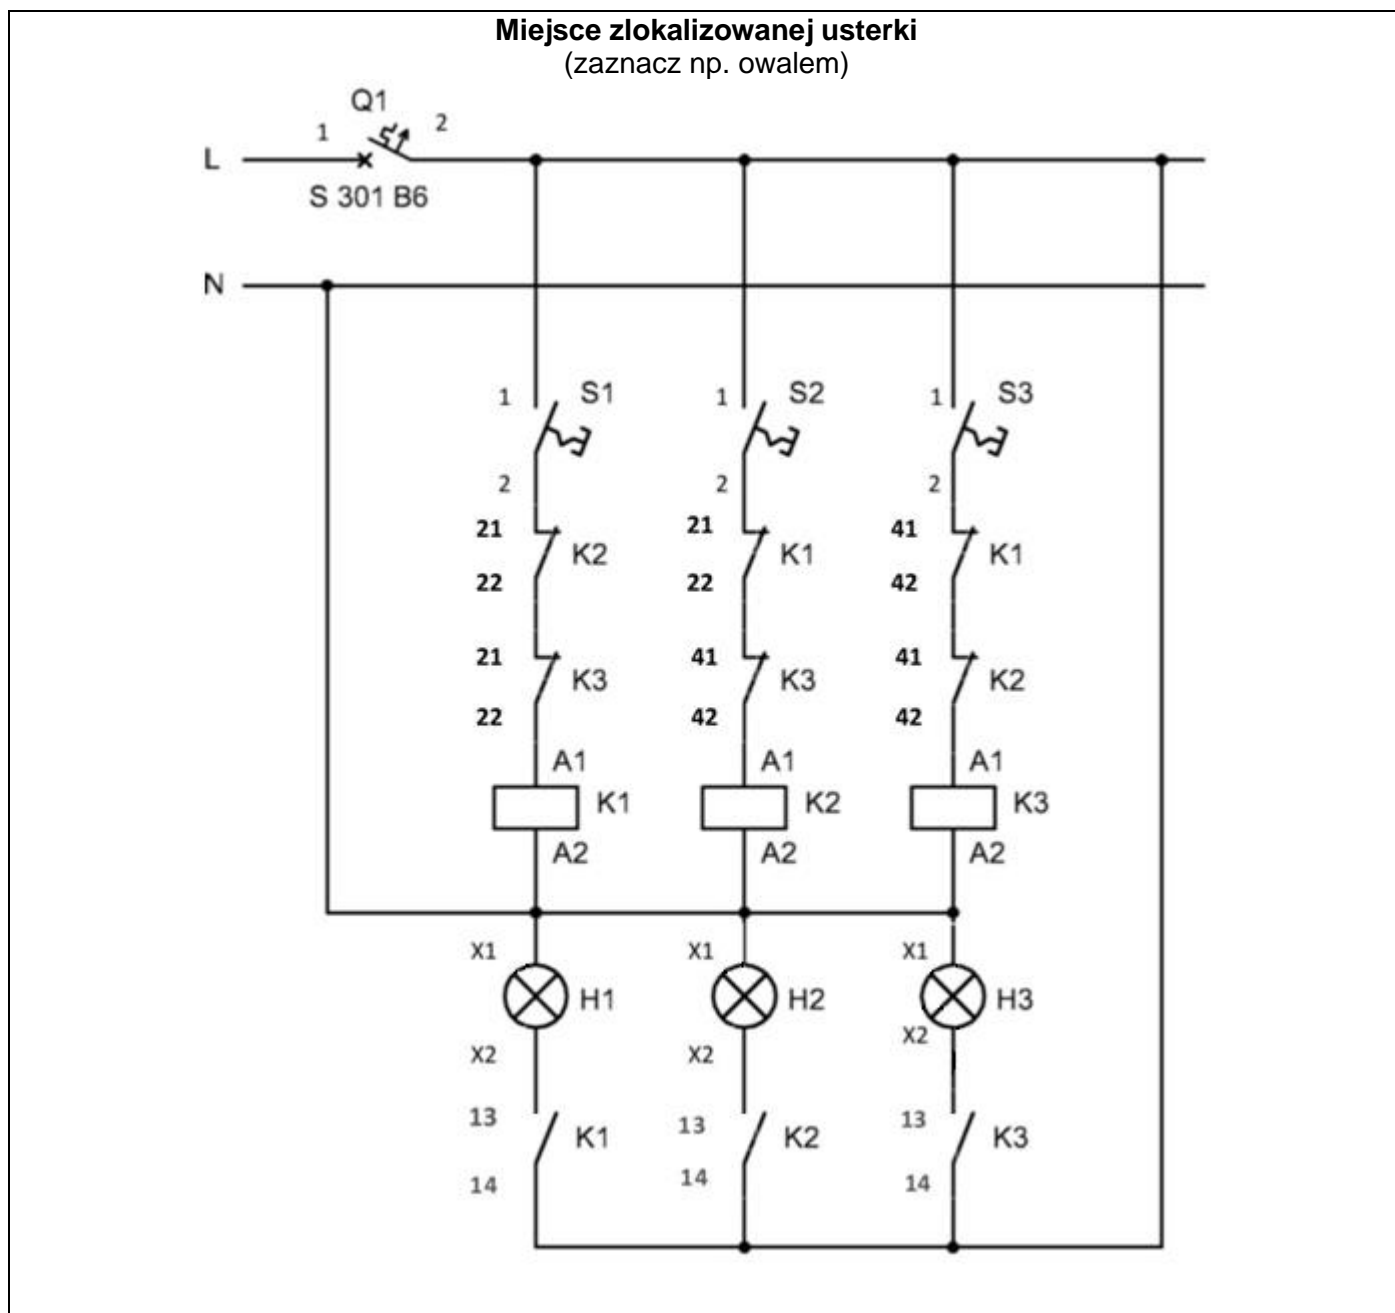 Miejsce zlokalizowanej usterki
(zaznacz np. owalem)
Q1
1 2
L
S 301 B6
N
1 S1 1 S2 1 S3
2 2 2
21 21 41
K2 K1 K1
22 22 42
21 41 41
K3 K3 K2
22 42 42
A1 A1 A1
K1 K2 K3
A2 A2 A2
X1 X1 X1
H1 H2 H3
X2 X2 X2
13 13 13
K1 K2 K3
14 14 14